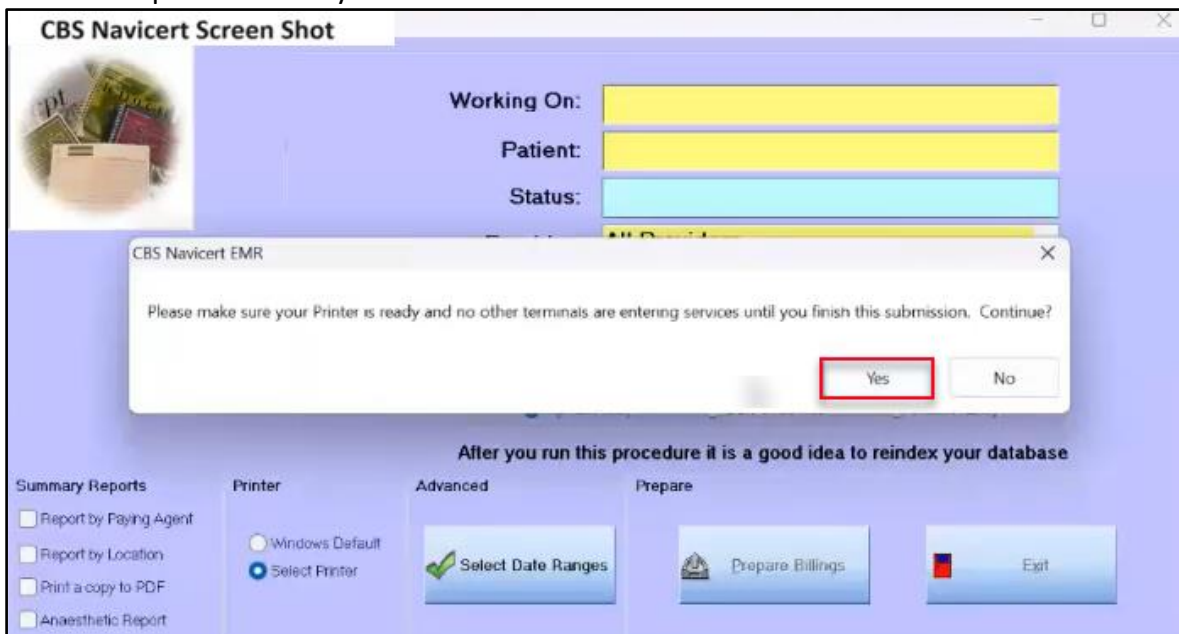 CBS Navicert Screen Shot
Working On:
Patient:
Status:
CBS Navicert EMR
Please make sure your Printer is ready and no other terminals are entering services until you finish this submission. Continue?
Yes
No
After you run this procedure it is a good idea to reindex your database
Summary Reports
Printer
Advanced
Prepare
Report by Paying Agent
Report by Location
Print a copy to PDF
Anaesthetic Report
Windows Default
Select Printer
Select Date Ranges
Prepare Billings
Exit